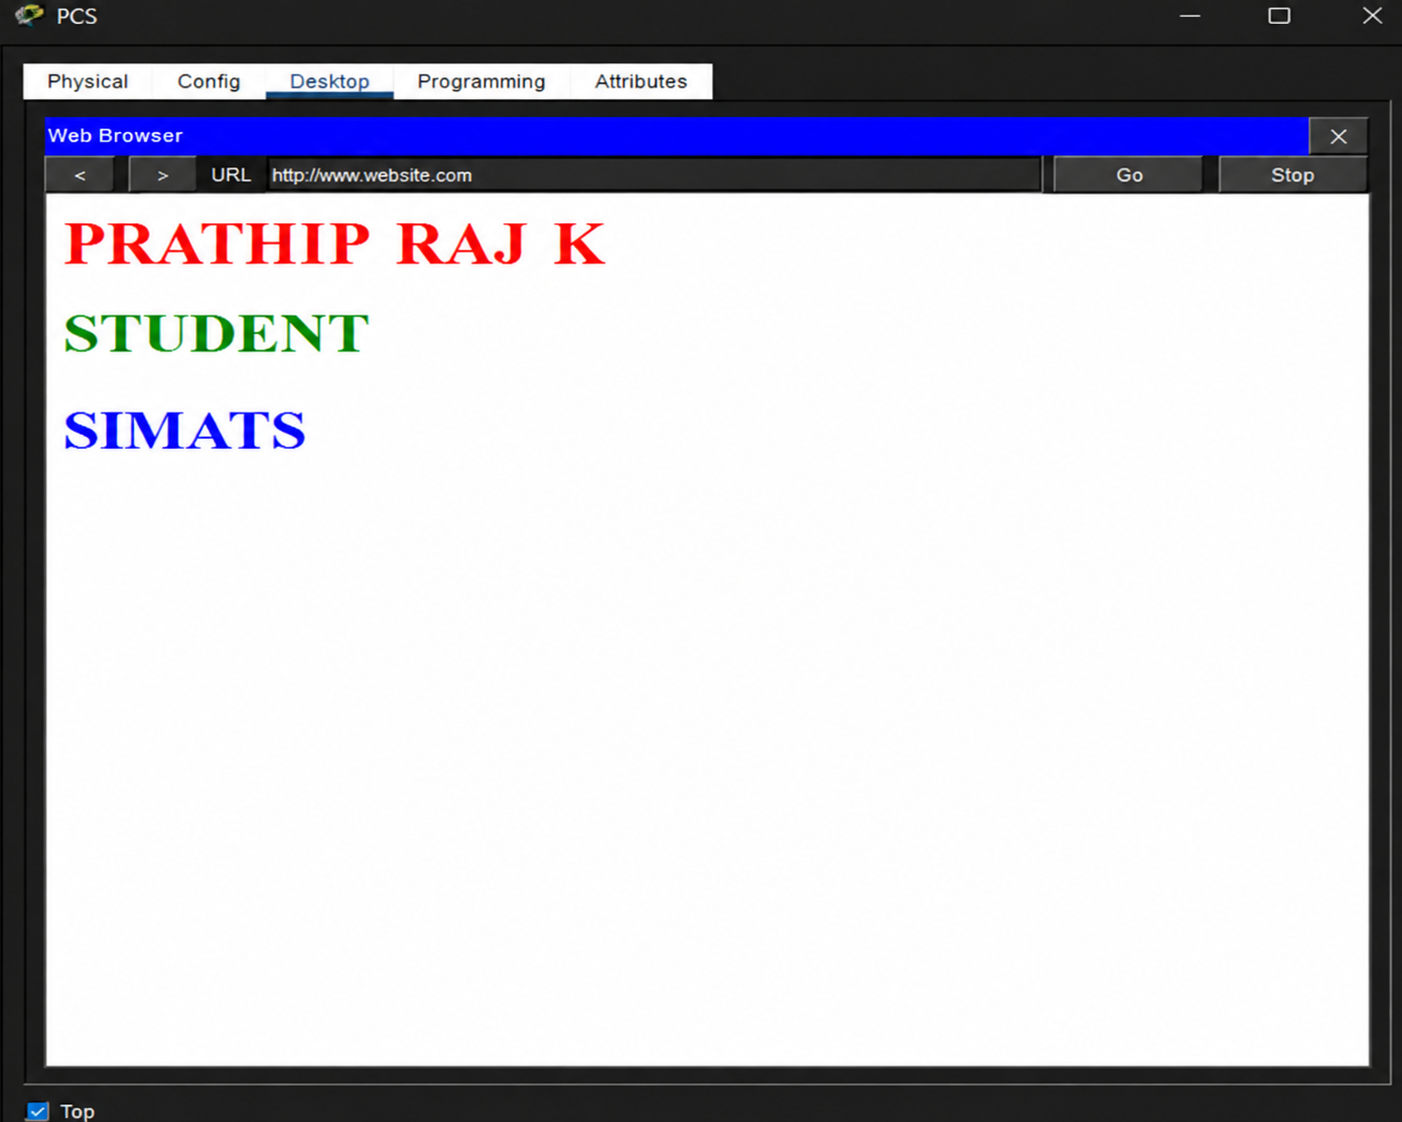 PCS
Physical Config Desktop Programming Attributes
Web Browser
< > URL http://www.website.com Go Stop
PRATHIP RAJ K
STUDENT
SIMATS
Top